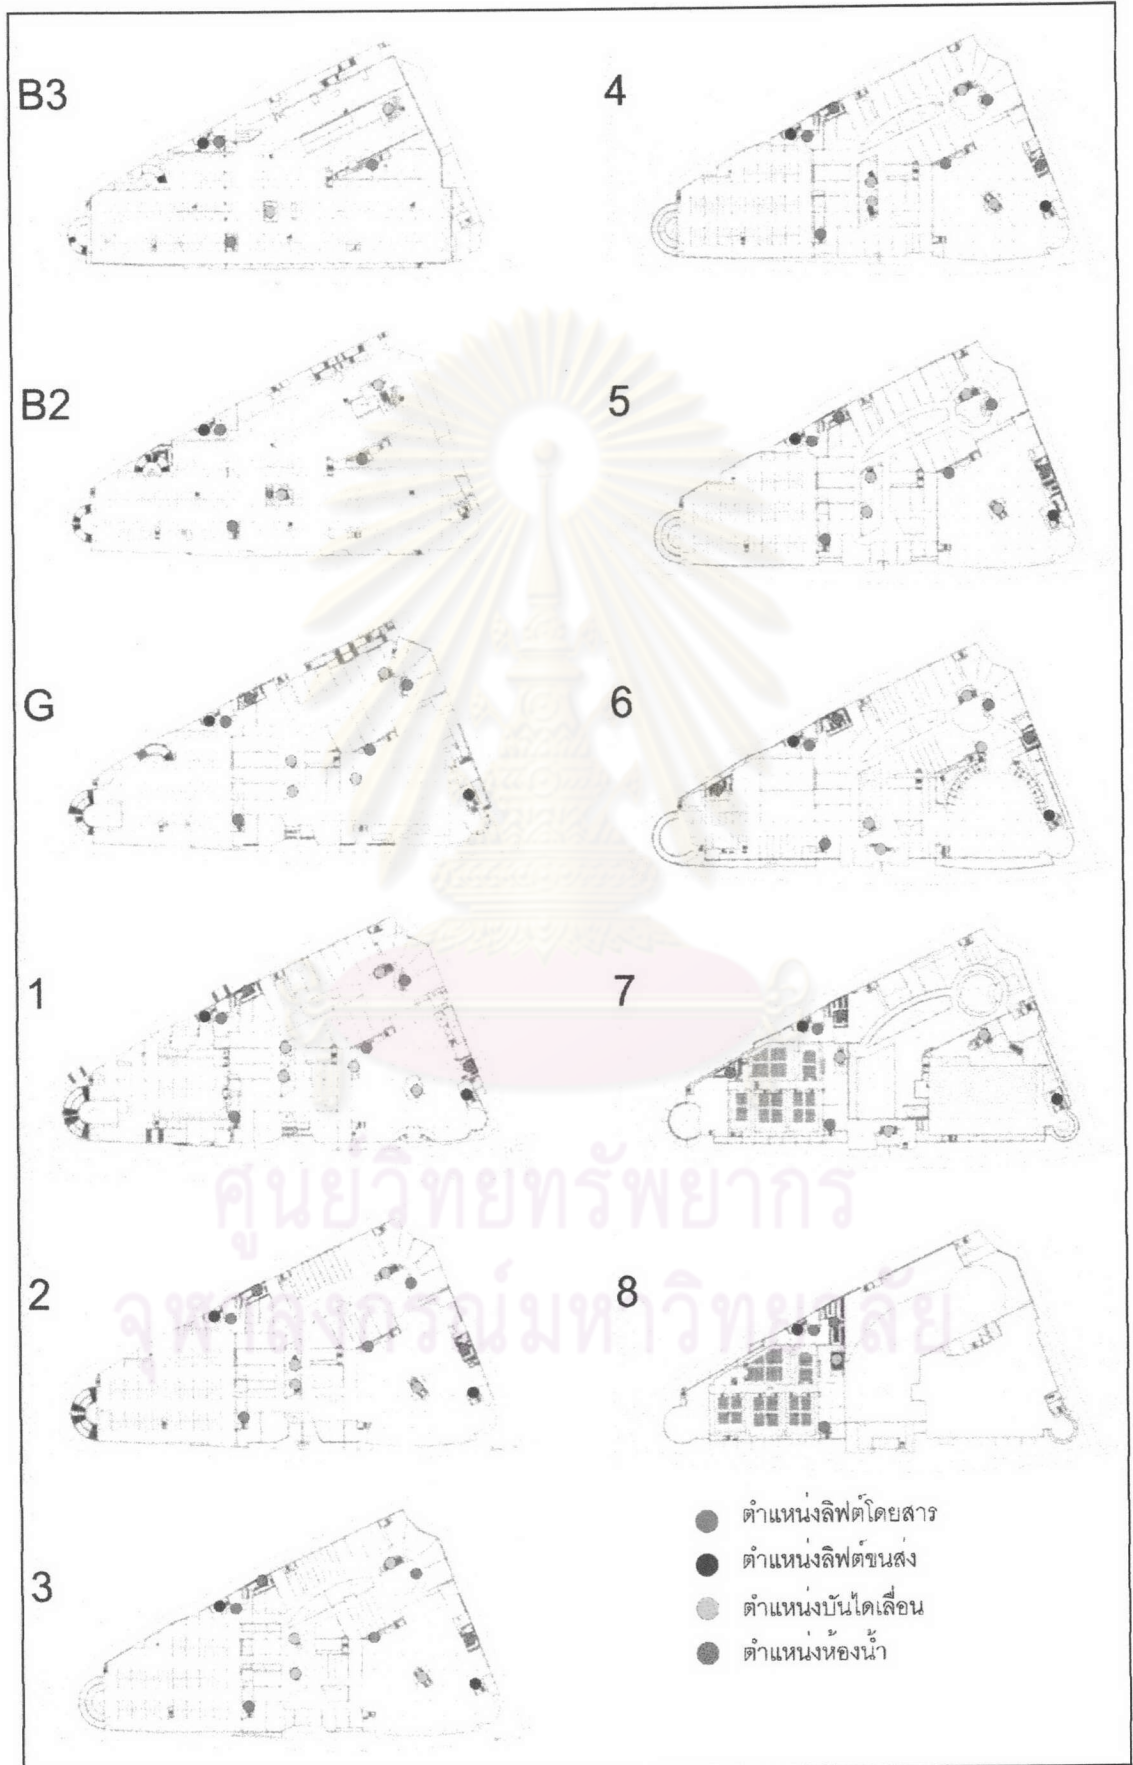 B3
B2
G
1
2
3
4
5
6
7
8
ตำแหน่งลิฟต์โดยสาร
ตำแหน่งลิฟต์ขนส่ง
ตำแหน่งบันไดเลื่อน
ตำแหน่งห้องน้ำ
ศูนย์วิทยทรัพยากร
จุฬาลงกรณ์มหาวิทยาลัย